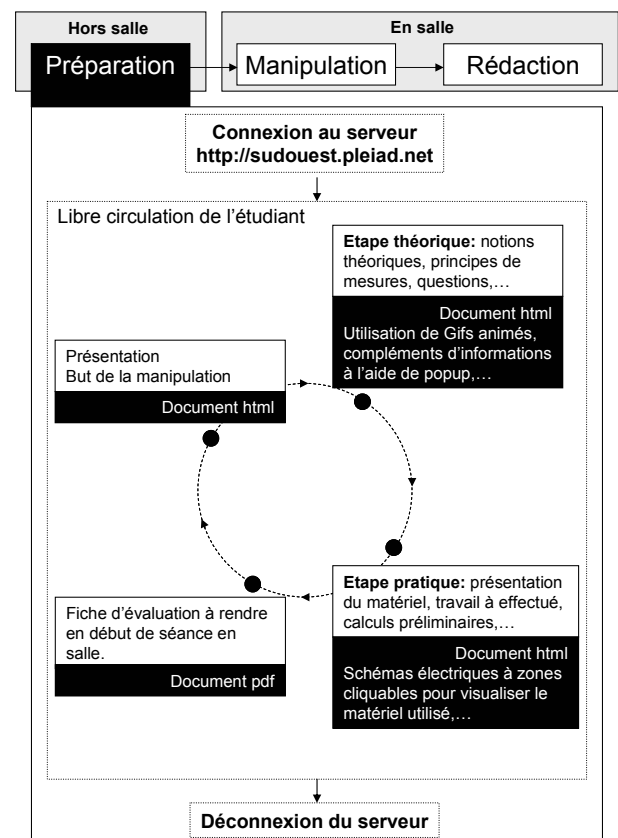 Hors salle
En salle
Préparation
Manipulation
Rédaction
Connexion au serveur
http://sudouest.pleiad.net
Libre circulation de l'étudiant
Etape théorique: notions
théoriques, principes de
mesures, questions,…
Document html
Utilisation de Gifs animés,
compléments d'informations
à l'aide de popup,…
Présentation
But de la manipulation
Document html
Etape pratique: présentation
du matériel, travail à effectué,
calculs préliminaires,…
Document html
Schémas électriques à zones
cliquables pour visualiser le
matériel utilisé,…
Fiche d'évaluation à rendre
en début de séance en
salle.
Document pdf
Déconnexion du serveur